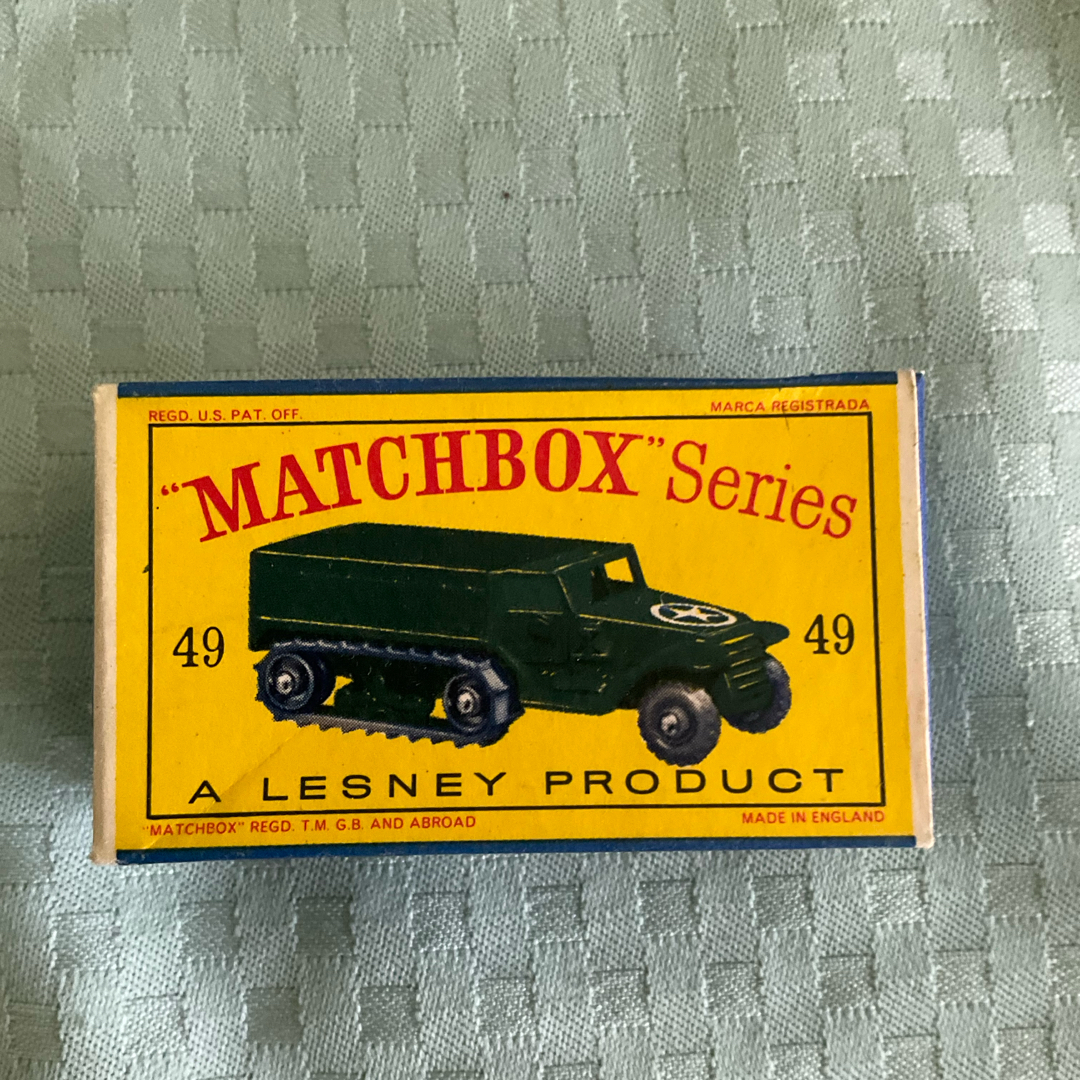 REGD. U.S. PAT. OFF.
MARCA REGISTRADA
"MATCHBOX" Series
49
49
A LESNEY PRODUCT
"MATCHBOX" REGD. T.M. G.B. AND ABROAD
MADE IN ENGLAND